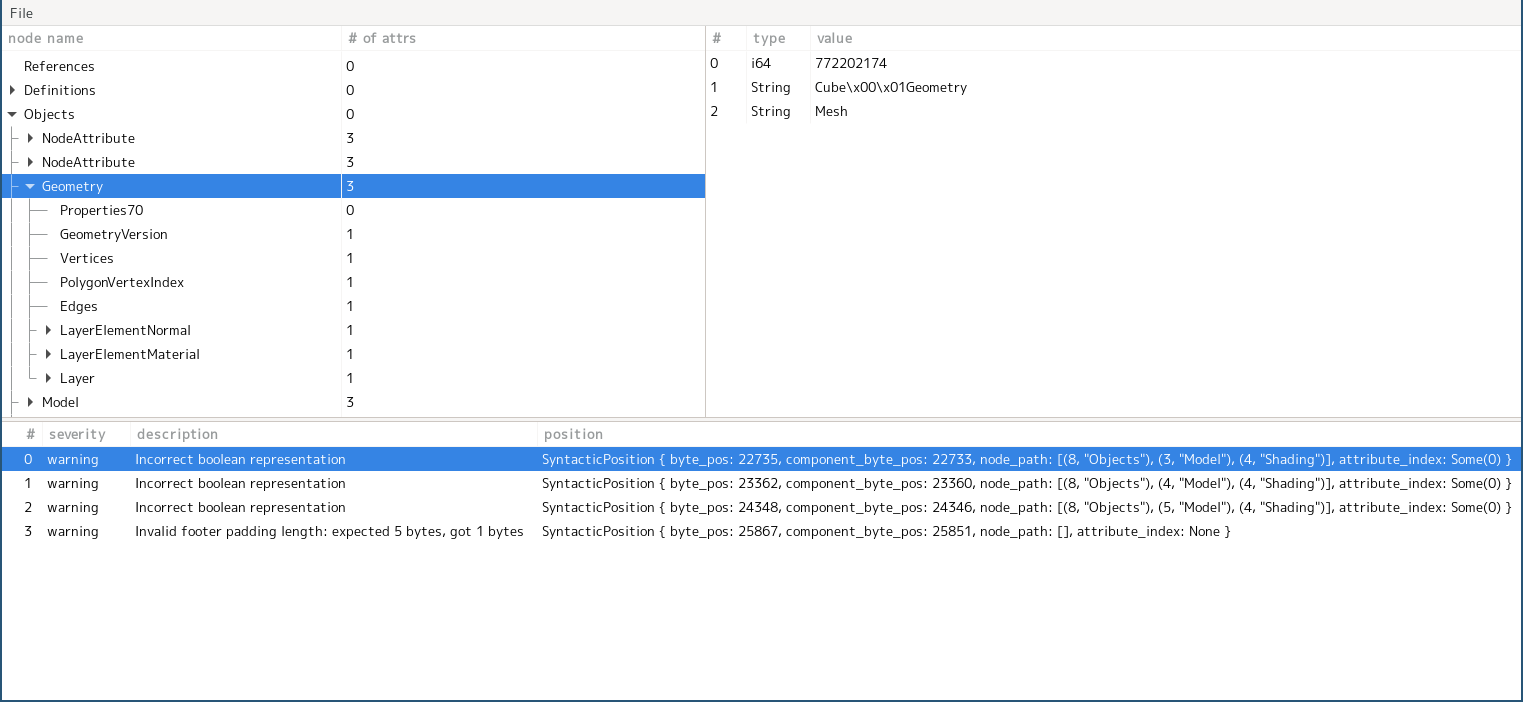 File
node name # of attrs
References 0
Definitions 0
Objects 0
NodeAttribute 3
NodeAttribute 3
Geometry 3
Properties70 0
GeometryVersion 1
Vertices 1
PolygonVertexIndex 1
Edges 1
LayerElementNormal 1
LayerElementMaterial 1
Layer 1
Model 3
# type value
0 i64 772202174
1 String Cube\x00\x01Geometry
2 String Mesh
# severity description position
0 warning Incorrect boolean representation SyntacticPosition { byte_pos: 22735, component_byte_pos: 22733, node_path: [(8, "Objects"), (3, "Model"), (4, "Shading")], attribute_index: Some(0) }
1 warning Incorrect boolean representation SyntacticPosition { byte_pos: 23362, component_byte_pos: 23360, node_path: [(8, "Objects"), (4, "Model"), (4, "Shading")], attribute_index: Some(0) }
2 warning Incorrect boolean representation SyntacticPosition { byte_pos: 24348, component_byte_pos: 24346, node_path: [(8, "Objects"), (5, "Model"), (4, "Shading")], attribute_index: Some(0) }
3 warning Invalid footer padding length: expected 5 bytes, got 1 bytes SyntacticPosition { byte_pos: 25867, component_byte_pos: 25851, node_path: [], attribute_index: None }